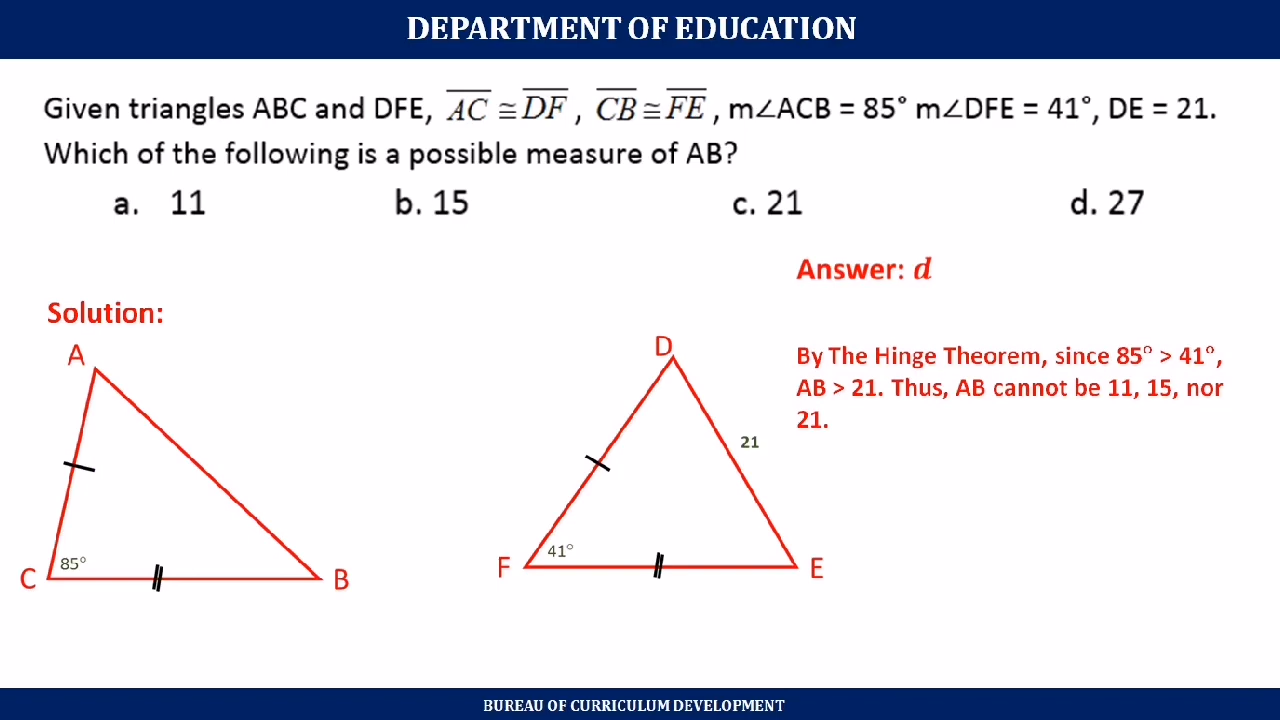 DEPARTMENT OF EDUCATION
Given triangles ABC and DFE, AC ≅ DF , CB ≅ FE , m∠ACB = 85° m∠DFE = 41°, DE = 21.
Which of the following is a possible measure of AB?
a. 11 b. 15 c. 21 d. 27
Answer: d
Solution:
A
D
By The Hinge Theorem, since 85° > 41°,
AB > 21. Thus, AB cannot be 11, 15, nor
21.
21
85°
41°
C
B
F
E
BUREAU OF CURRICULUM DEVELOPMENT